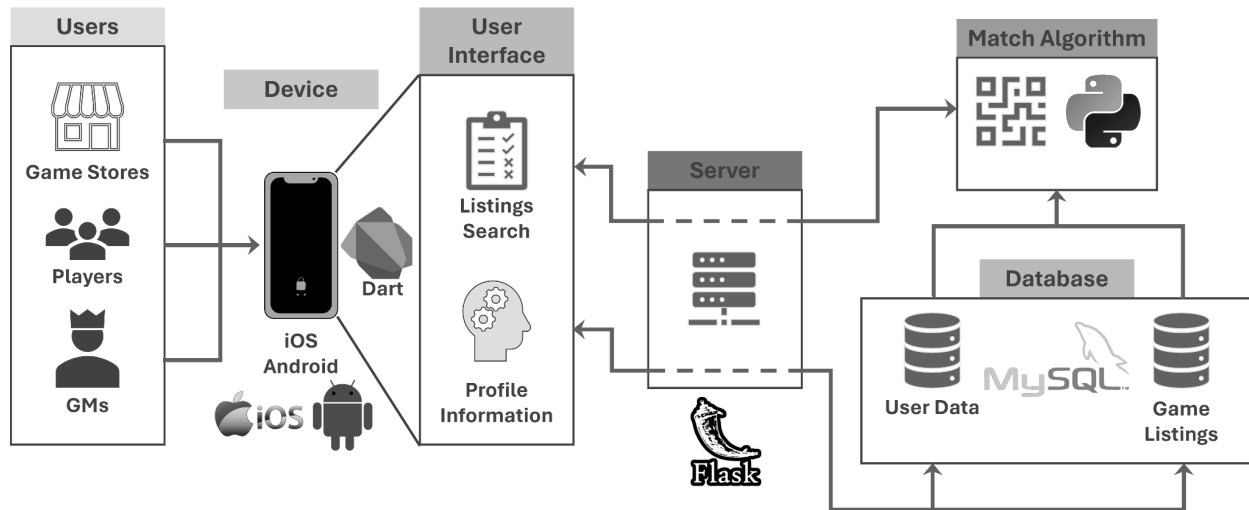 Users
Game Stores
Players
GMs
Device
Dart
iOS
Android
iOS
User
Interface
Listings
Search
Profile
Information
Server
Flask
Match Algorithm
Database
User Data
MySQL™
Game
Listings